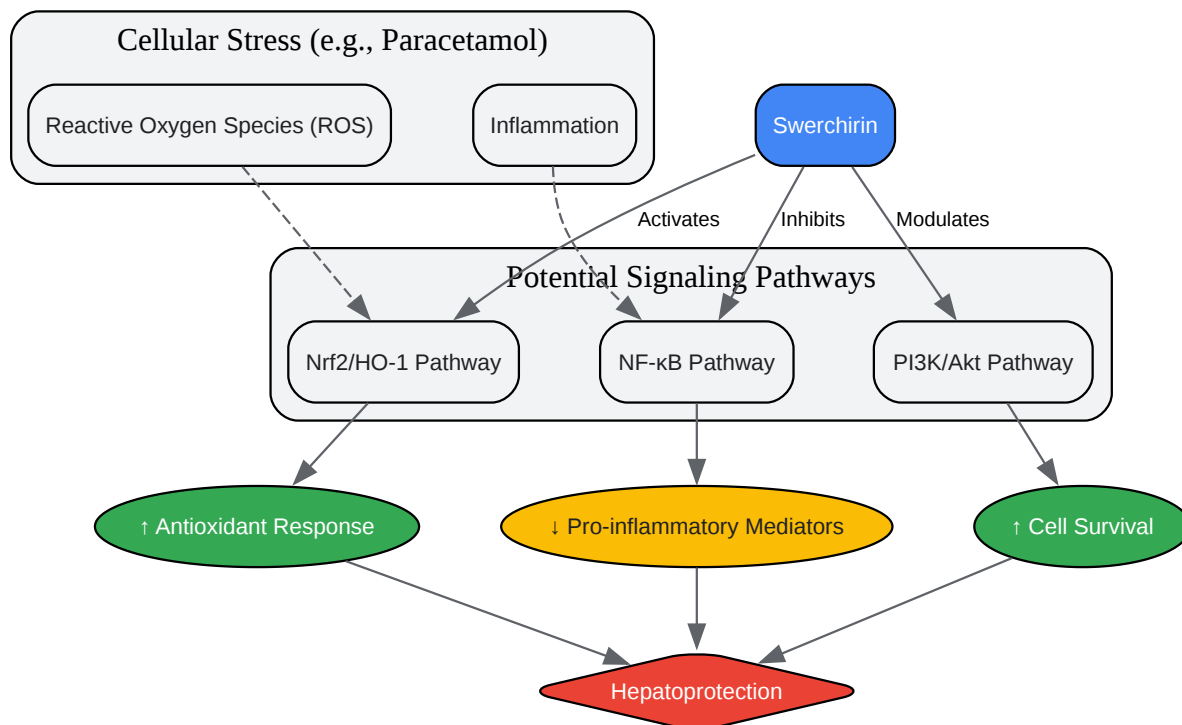 Cellular Stress (e.g., Paracetamol)
Reactive Oxygen Species (ROS)
Inflammation
Swerchirin
Activates
Inhibits
Modulates
Potential Signaling Pathways
Nrf2/HO-1 Pathway
NF-κB Pathway
PI3K/Akt Pathway
↑ Antioxidant Response
↓ Pro-inflammatory Mediators
↑ Cell Survival
Hepatoprotection